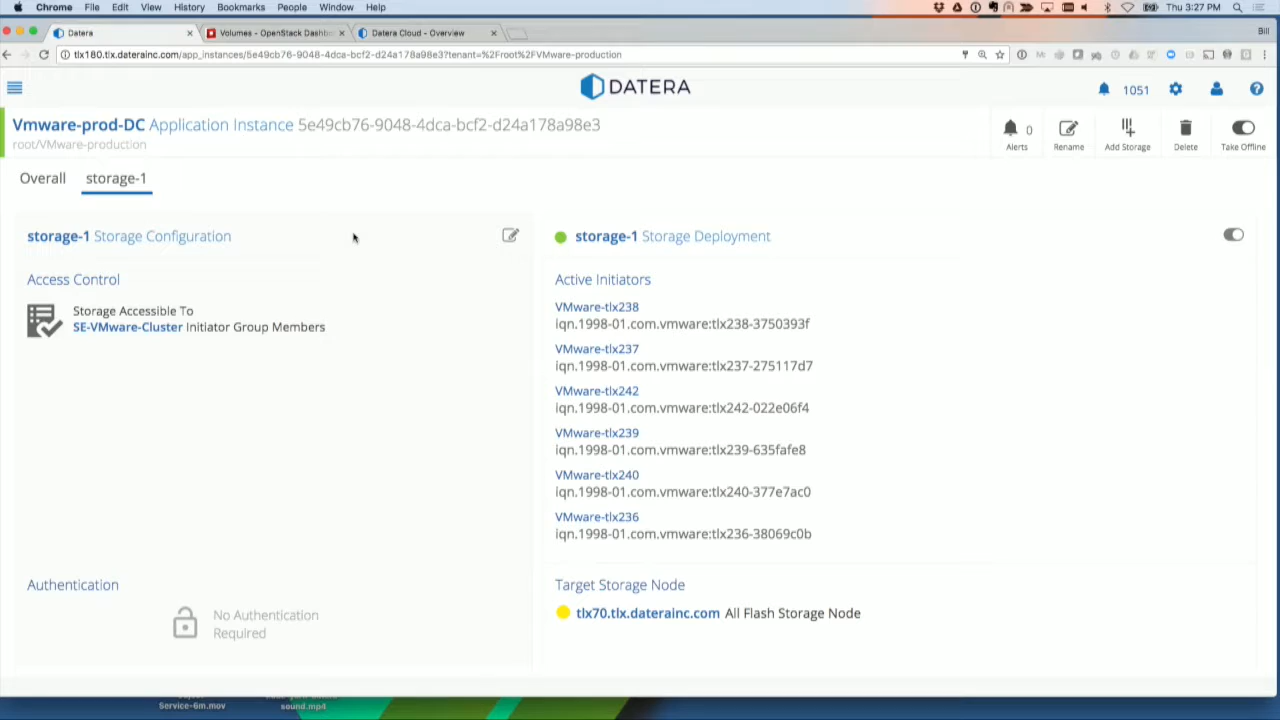 Chrome File Edit View History Bookmarks People Window Help Thu 3:27 PM
Datera Volumes - OpenStack Dashbo Datera Cloud - Overview Bill
tlx180.tlx.daterainc.com/app_instances/5e49cb76-9048-4dca-bcf2-d24a178a98e3?tenant=%2Froot%2FVMware-production
DATERA 1051
Vmware-prod-DC Application Instance 5e49cb76-9048-4dca-bcf2-d24a178a98e3
root/VMware-production
0
Alerts Rename Add Storage Delete Take Offline
Overall storage-1
storage-1 Storage Configuration
Access Control
Storage Accessible To
SE-VMware-Cluster Initiator Group Members
Authentication
No Authentication
Required
storage-1 Storage Deployment
Active Initiators
VMware-tlx238
iqn.1998-01.com.vmware:tlx238-3750393f
VMware-tlx237
iqn.1998-01.com.vmware:tlx237-275117d7
VMware-tlx242
iqn.1998-01.com.vmware:tlx242-022e06f4
VMware-tlx239
iqn.1998-01.com.vmware:tlx239-635fafe8
VMware-tlx240
iqn.1998-01.com.vmware:tlx240-377e7ac0
VMware-tlx236
iqn.1998-01.com.vmware:tlx236-38069c0b
Target Storage Node
tlx70.tlx.daterainc.com All Flash Storage Node
Service-6m.mov sound.mp4